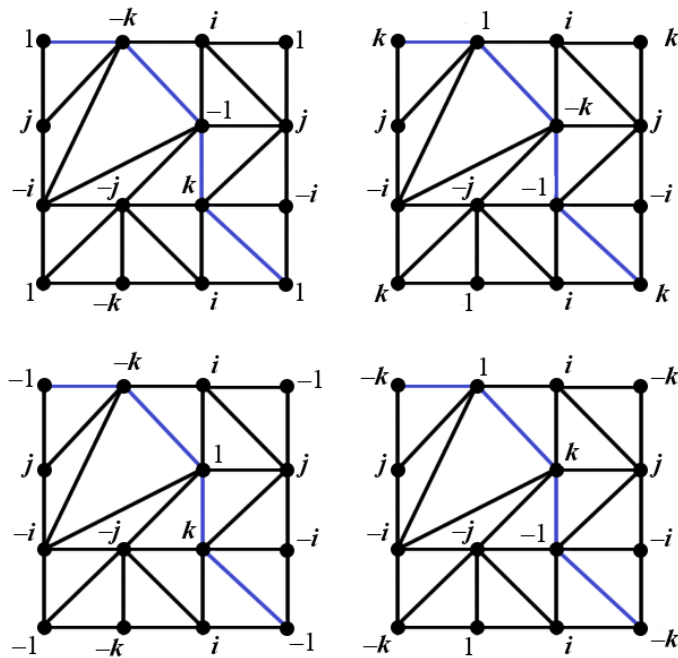 1 –k i 1 k 1 i k
j –1 j j –k j
–i –j k –i –i –j –1 –i
1 –k i 1 k 1 i k
–1 –k i –1 –k 1 i –k
j 1 j j k j
–i –j k –i –i –j –1 –i
–1 –k i –1 –k 1 i –k